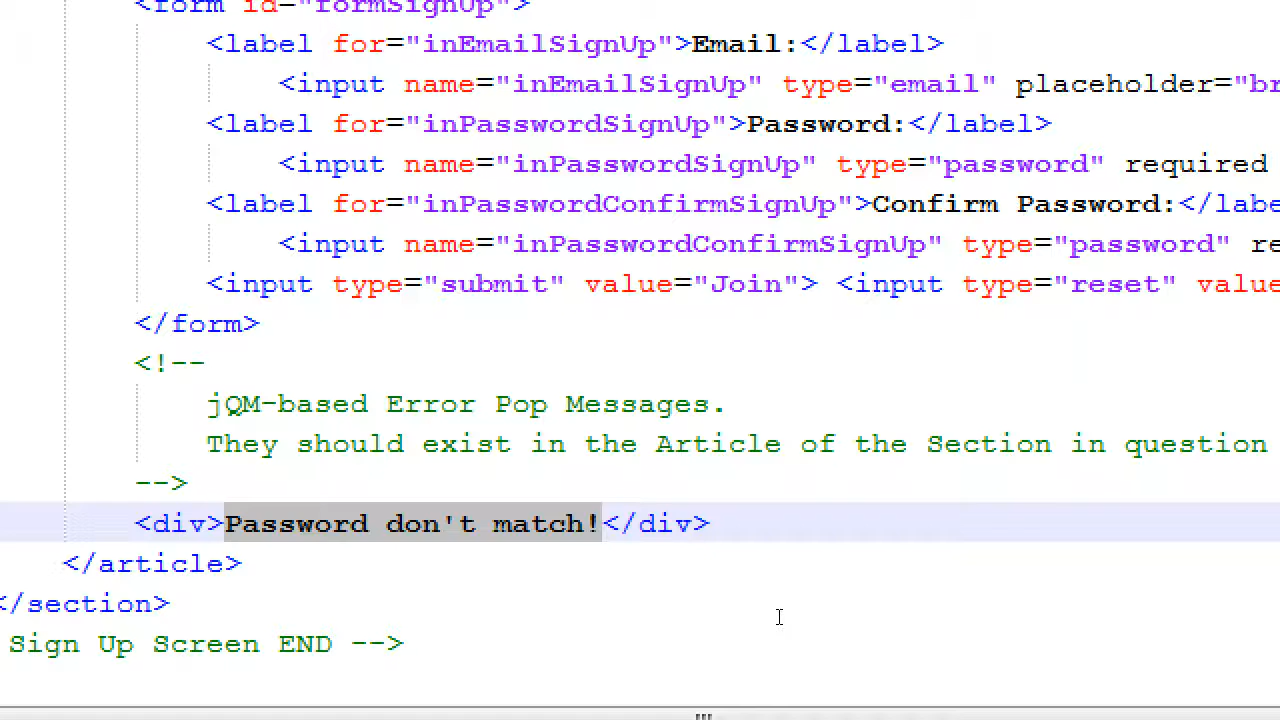 <form id="formSignUp">
<label for="inEmailSignUp">Email:</label>
<input name="inEmailSignUp" type="email" placeholder="br
<label for="inPasswordSignUp">Password:</label>
<input name="inPasswordSignUp" type="password" required
<label for="inPasswordConfirmSignUp">Confirm Password:</labe
<input name="inPasswordConfirmSignUp" type="password" re
<input type="submit" value="Join"> <input type="reset" value
</form>
<!--
jQM-based Error Pop Messages.
They should exist in the Article of the Section in question
-->
<div>Password don't match!</div>
</article>
</section>
Sign Up Screen END -->